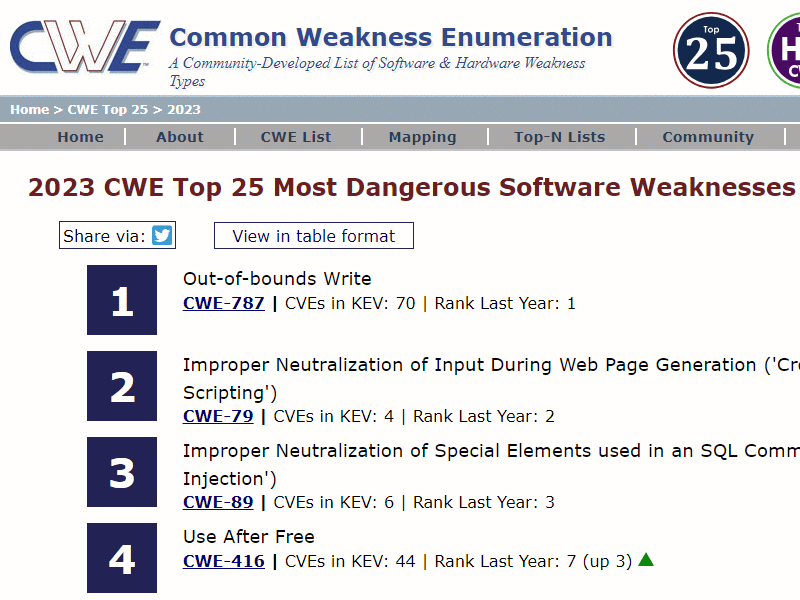 CWE
Common Weakness Enumeration
A Community-Developed List of Software & Hardware Weakness
Types
Top
25
Home > CWE Top 25 > 2023
Home | About | CWE List | Mapping | Top-N Lists | Community |
2023 CWE Top 25 Most Dangerous Software Weaknesses
Share via:
View in table format
1
Out-of-bounds Write
CWE-787 | CVEs in KEV: 70 | Rank Last Year: 1
2
Improper Neutralization of Input During Web Page Generation ('Cro
Scripting')
CWE-79 | CVEs in KEV: 4 | Rank Last Year: 2
3
Improper Neutralization of Special Elements used in an SQL Comm
Injection')
CWE-89 | CVEs in KEV: 6 | Rank Last Year: 3
4
Use After Free
CWE-416 | CVEs in KEV: 44 | Rank Last Year: 7 (up 3)